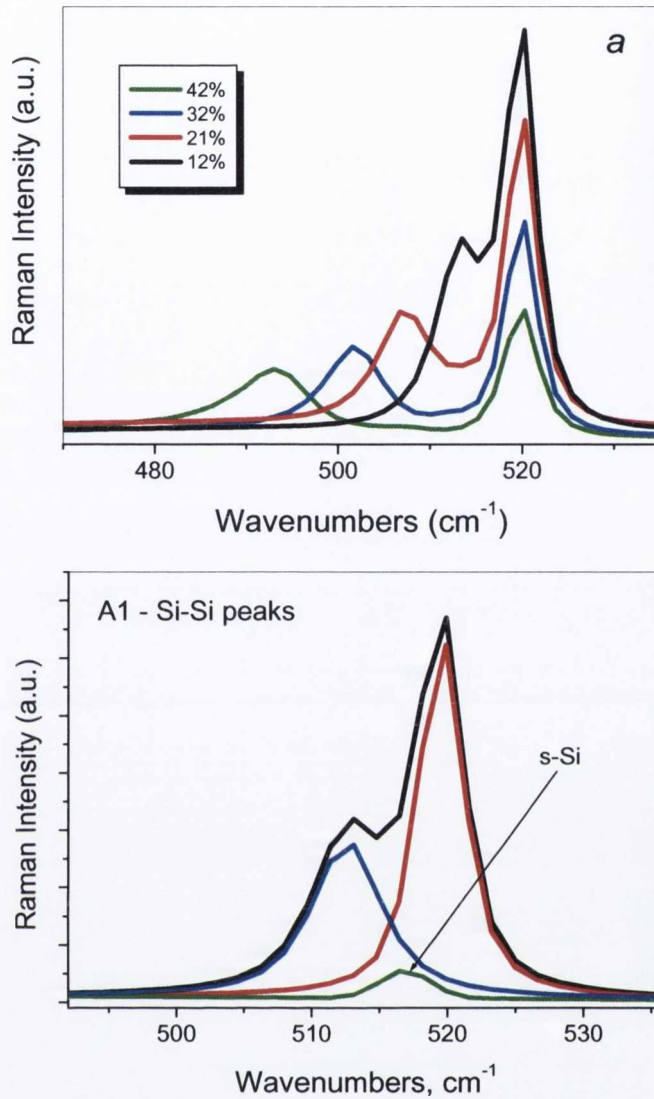 a
42%
32%
21%
12%
Raman Intensity (a.u.)
480 500 520
Wavenumbers (cm⁻¹)
A1 - Si-Si peaks
s-Si
Raman Intensity (a.u.)
500 510 520 530
Wavenumbers, cm⁻¹